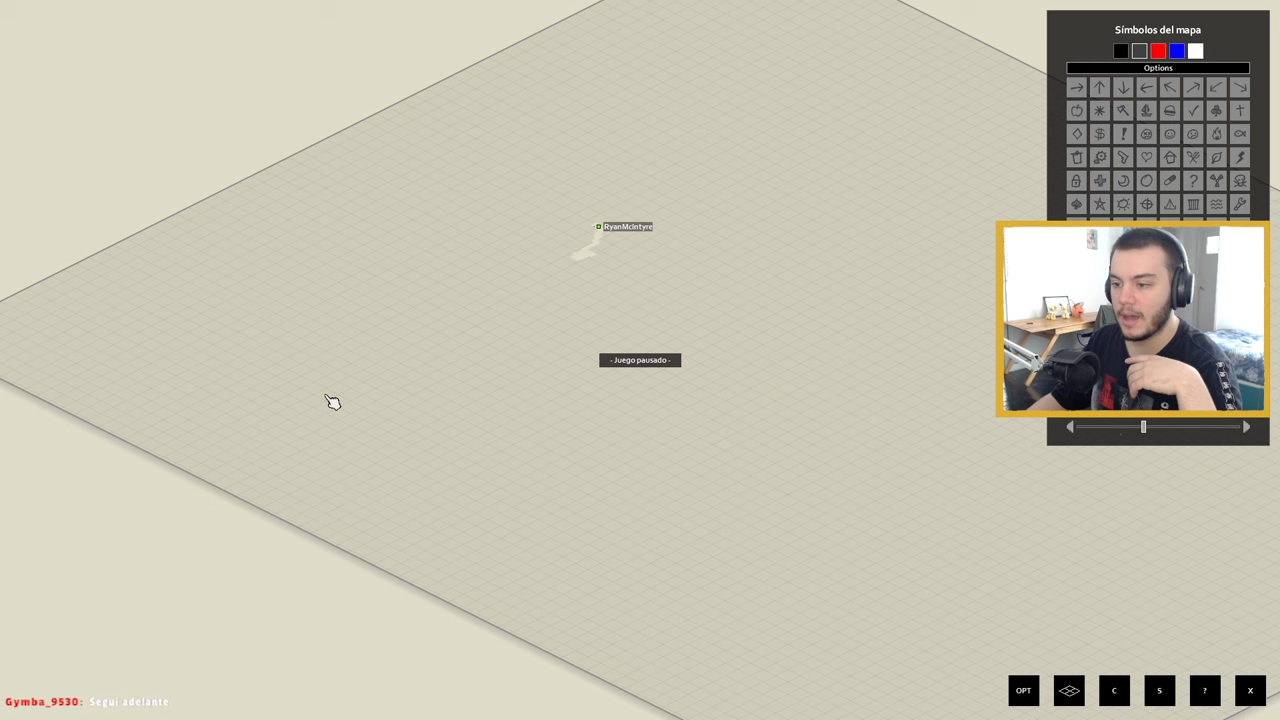 Símbolos del mapa
Options
RyanMcIntyre
- Juego pausado -
Gymba_9530: Segui adelante
OPT
C
S
?
X